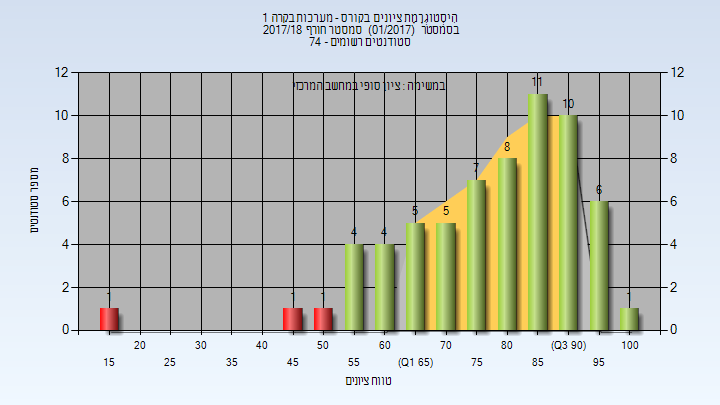 היסטוגרמת ציונים בקורס - מערכות בקרה 1
בסמסטר (01/2017) סמסטר חורף 2017/18
סטודנטים רשומים - 74
במשימה : ציון סופי במחשב המרכזי
מספר סטודנטים
12 12
10 10
8 8
6 6
4 4
2 2
0 0
1 1 1 4 4 5 5 7 8 11 10 6 1
20 30 40 50 60 70 80 (Q3 90) 100
15 25 35 45 55 (Q1 65) 75 85 95
טווח ציונים